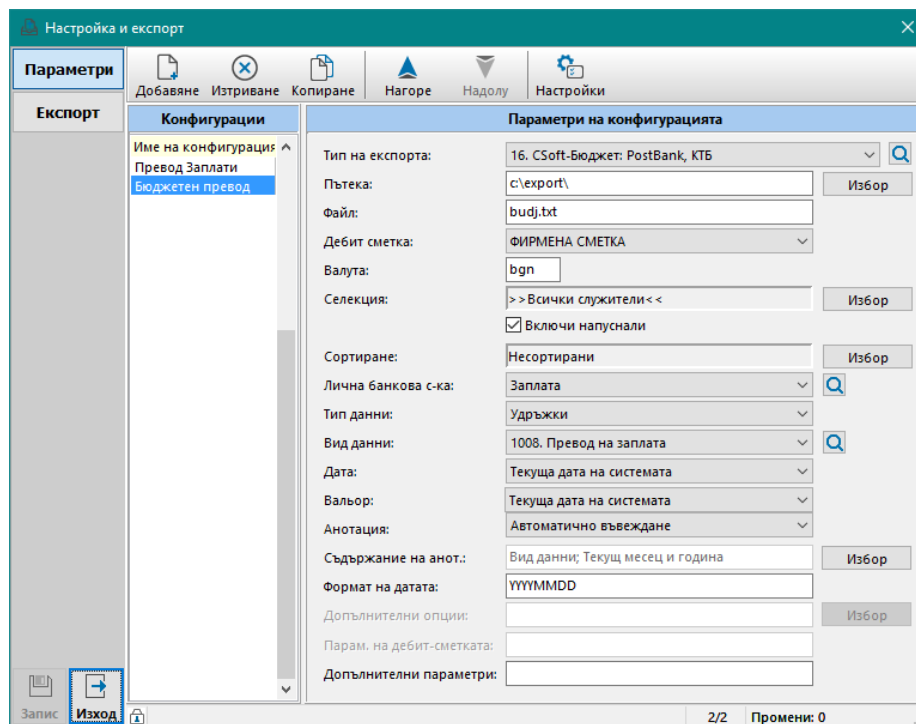 Настройка и експорт
Параметри
Експорт
Добавяне Изтриване Копиране Нагоре Надолу Настройки
Конфигурации
Име на конфигурация
Превод Заплати
Бюджетен превод
Параметри на конфигурацията
Тип на експорта: 16. CSoft-Бюджет: PostBank, КТБ
Пътека: c:\export\ Избор
Файл: budj.txt
Дебит сметка: ФИРМЕНА СМЕТКА
Валута: bgn
Селекция: >>Всички служители<< Избор
Включи напуснали
Сортиране: Несортирани Избор
Лична банкова с-ка: Заплата
Тип данни: Удръжки
Вид данни: 1008. Превод на заплата
Дата: Текуща дата на системата
Вальор: Текуща дата на системата
Анотация: Автоматично въвеждане
Съдържание на анот.: Вид данни; Текущ месец и година Избор
Формат на датата: YYYYMMDD
Допълнителни опции: Избор
Парам. на дебит-сметката:
Допълнителни параметри:
Запис Изход
2/2 Промени: 0